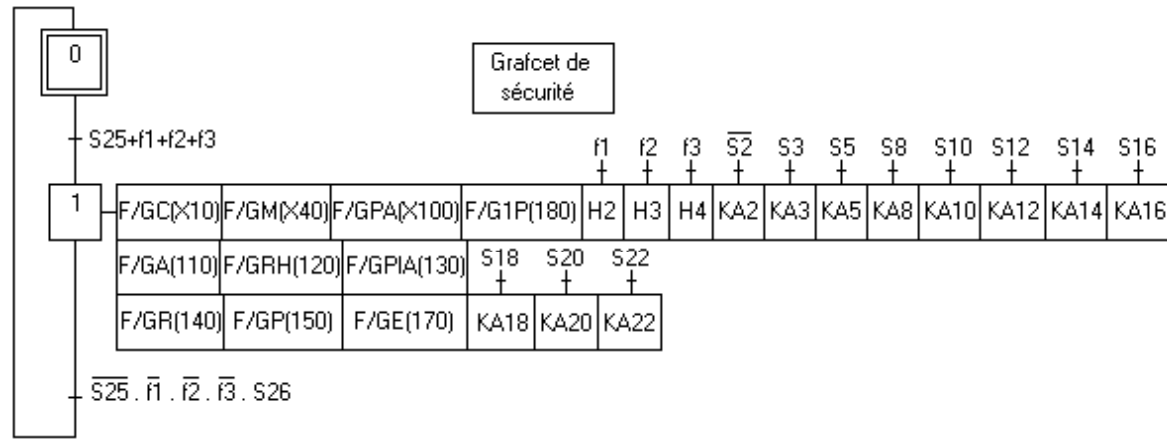 0
Grafcet de
sécurité
S25+f1+f2+f3
f1 f2 f3 S̅2̅ S3 S5 S8 S10 S12 S14 S16
1 F/GC(X10) F/GM(X40) F/GPA(X100) F/G1P(180) H2 H3 H4 KA2 KA3 KA5 KA8 KA10 KA12 KA14 KA16
S18 S20 S22
F/GA(110) F/GRH(120) F/GPIA(130)
F/GR(140) F/GP(150) F/GE(170) KA18 KA20 KA22
S̅2̅5̅ . f̅1 . f̅2 . f̅3 . S26